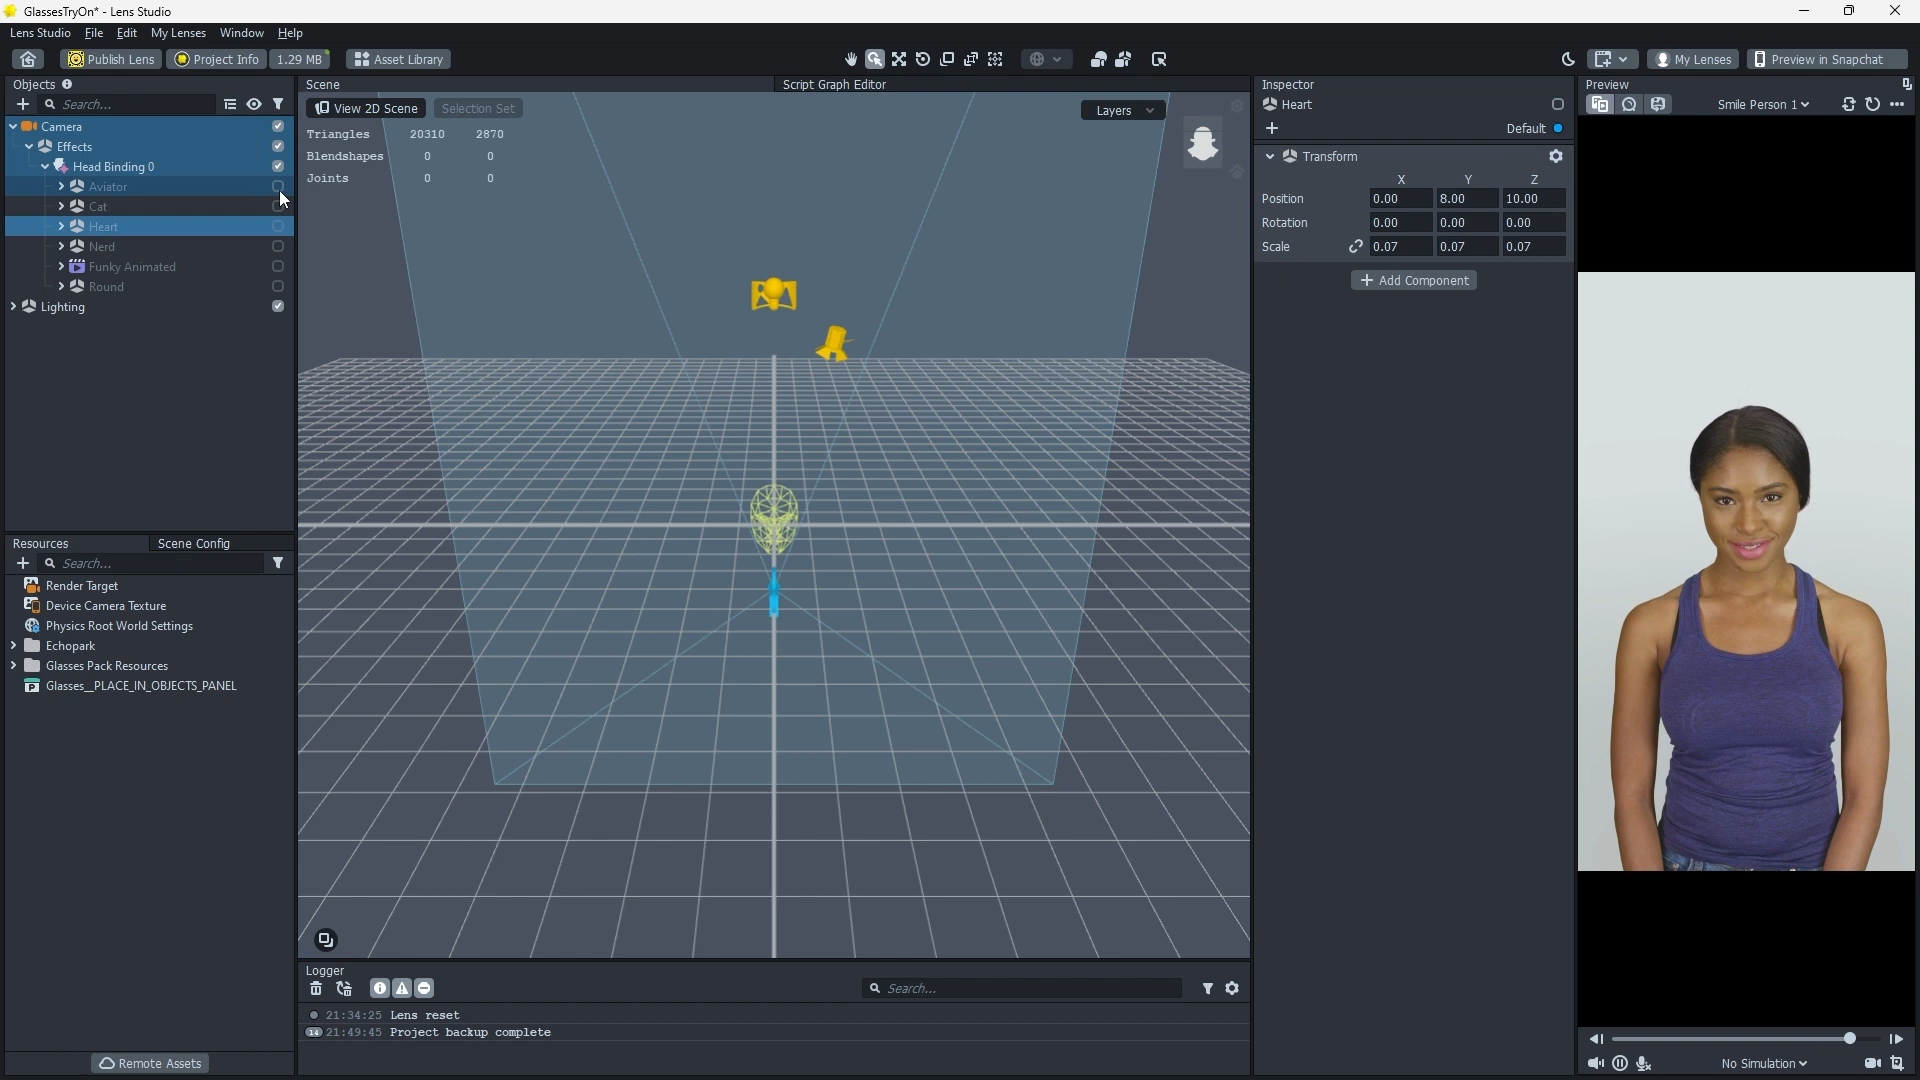 GlassesTryOn* - Lens Studio
Lens Studio File Edit My Lenses Window Help
Publish Lens Project Info 1.29 MB Asset Library My Lenses Preview in Snapchat
Objects
Search...
Camera
Effects
Head Binding 0
Aviator
Cat
Heart
Nerd
Funky Animated
Round
Lighting
Resources Scene Config
Search...
Render Target
Device Camera Texture
Physics Root World Settings
Echopark
Glasses Pack Resources
Glasses__PLACE_IN_OBJECTS_PANEL
Remote Assets
Scene Script Graph Editor
View 2D Scene Selection Set Layers
Triangles 20310 2870
Blendshapes 0 0
Joints 0 0
Logger
Search...
21:34:25 Lens reset
14 21:49:45 Project backup complete
Inspector
Heart
Default
Transform
X Y Z
Position 0.00 8.00 10.00
Rotation 0.00 0.00 0.00
Scale 0.07 0.07 0.07
Add Component
Preview
Smile Person 1
No Simulation